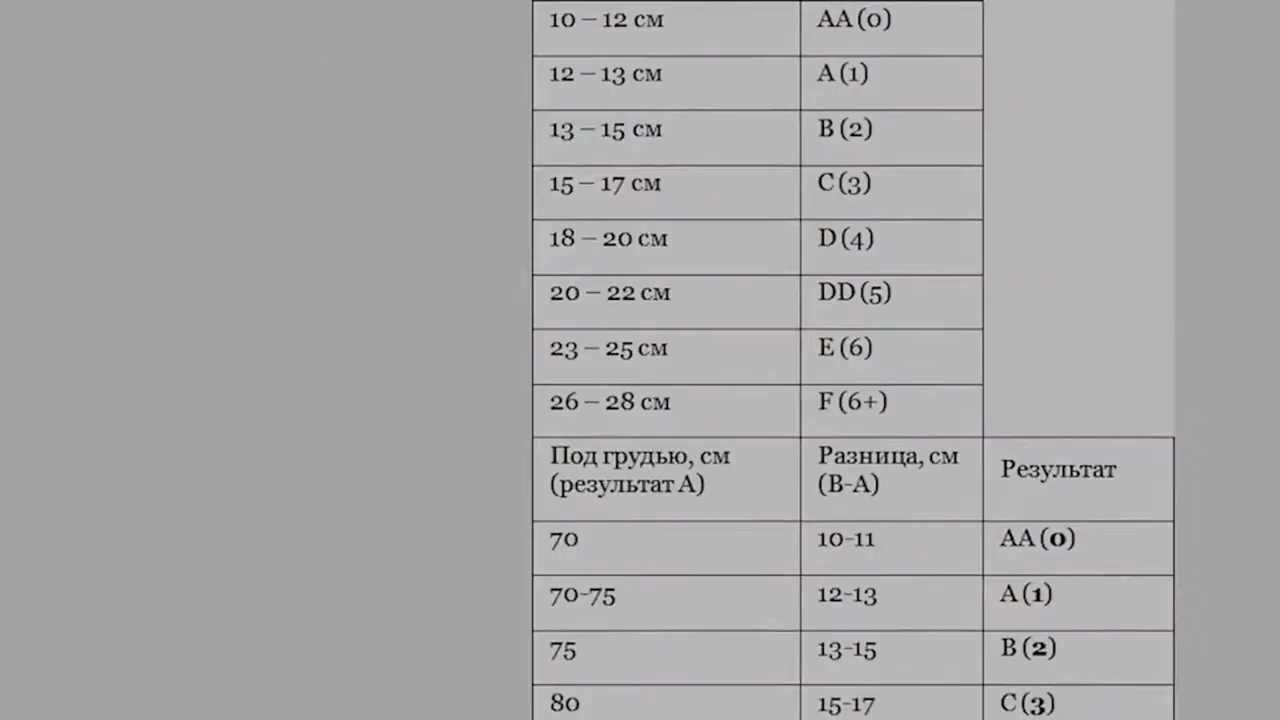 10 – 12 см AA (0)
12 – 13 см A (1)
13 – 15 см B (2)
15 – 17 см C (3)
18 – 20 см D (4)
20 – 22 см DD (5)
23 – 25 см E (6)
26 – 28 см F (6+)
Под грудью, см Разница, см Результат
(результат А) (В-А)
70 10-11 AA (0)
70-75 12-13 A (1)
75 13-15 B (2)
80 15-17 C (3)